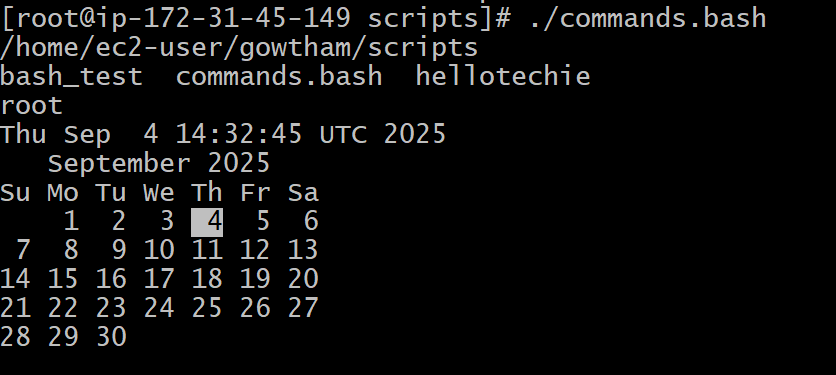 [root@ip-172-31-45-149 scripts]# ./commands.bash
/home/ec2-user/gowtham/scripts
bash_test  commands.bash  hellotechie
root
Thu Sep  4 14:32:45 UTC 2025
   September 2025
Su Mo Tu We Th Fr Sa
    1  2  3  4  5  6
 7  8  9 10 11 12 13
14 15 16 17 18 19 20
21 22 23 24 25 26 27
28 29 30